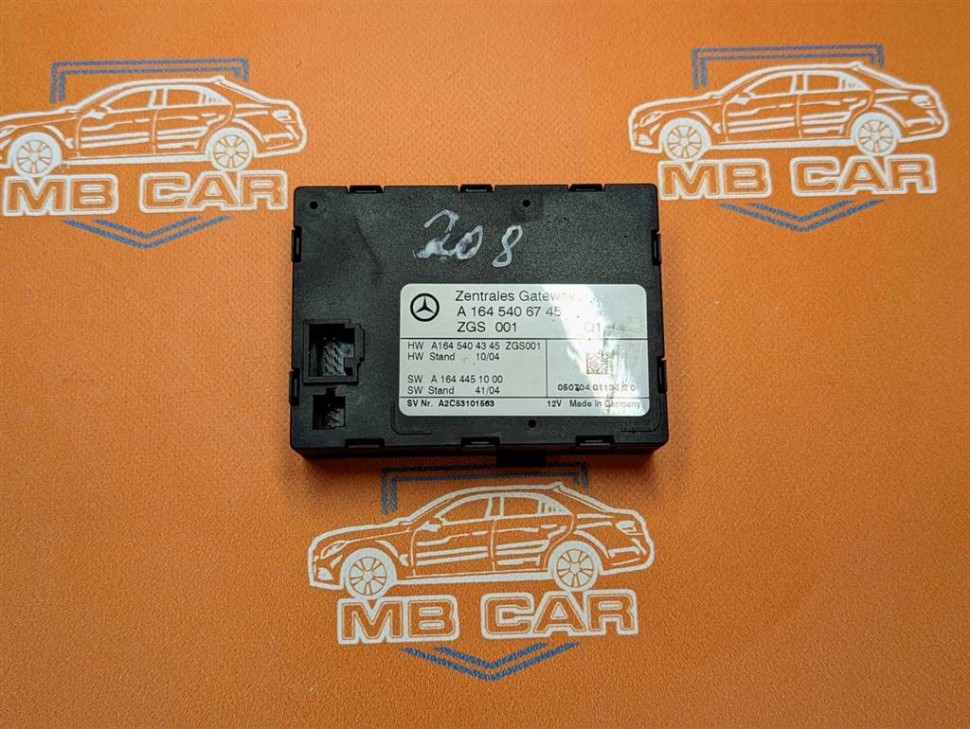 MB CAR
MB CAR
208
Zentrales Gateway
A 164 540 67 45
ZGS 001 Q1
HW A164 540 43 45 ZGS001
HW Stand 10/04
SW A 164 445 10 00
SW Stand 41/04
SV Nr. A2C53101563 12V Made in Germany
MB CAR